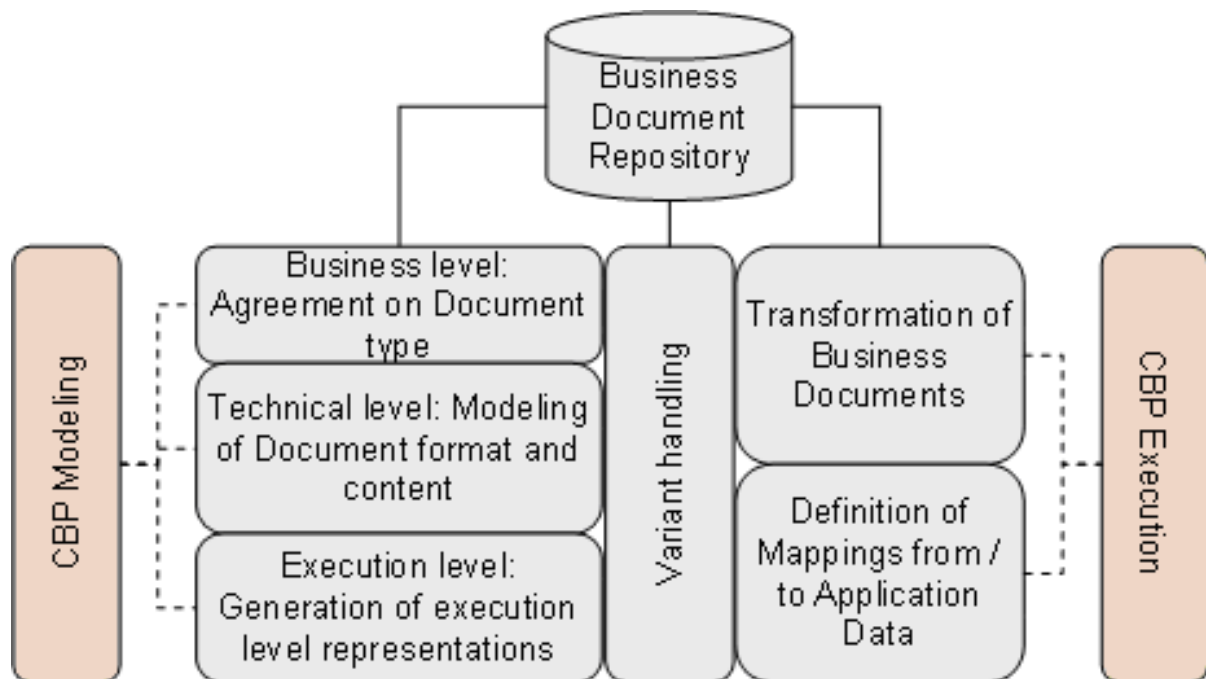 Business
Document
Repository
CBP Modeling
Business level:
Agreement on Document
type
Technical level: Modeling
of Document format and
content
Execution level:
Generation of execution
level representations
Variant handling
Transformation of
Business
Documents
Definition of
Mappings from /
to Application
Data
CBP Execution